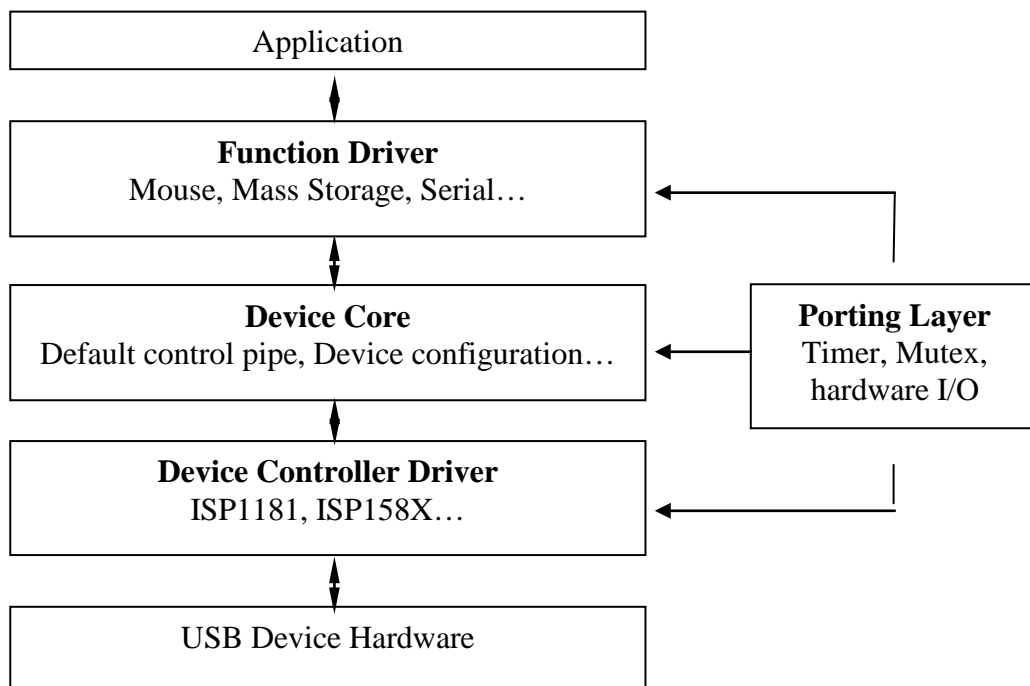 Application
Function Driver
Mouse, Mass Storage, Serial…
Device Core
Default control pipe, Device configuration…
Porting Layer
Timer, Mutex,
hardware I/O
Device Controller Driver
ISP1181, ISP158X…
USB Device Hardware